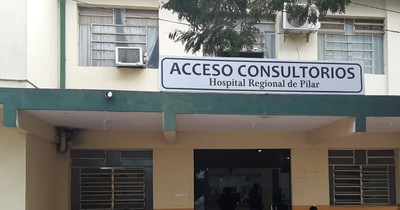 ACCESO CONSULTORIOS
Hospital Regional de Pilar